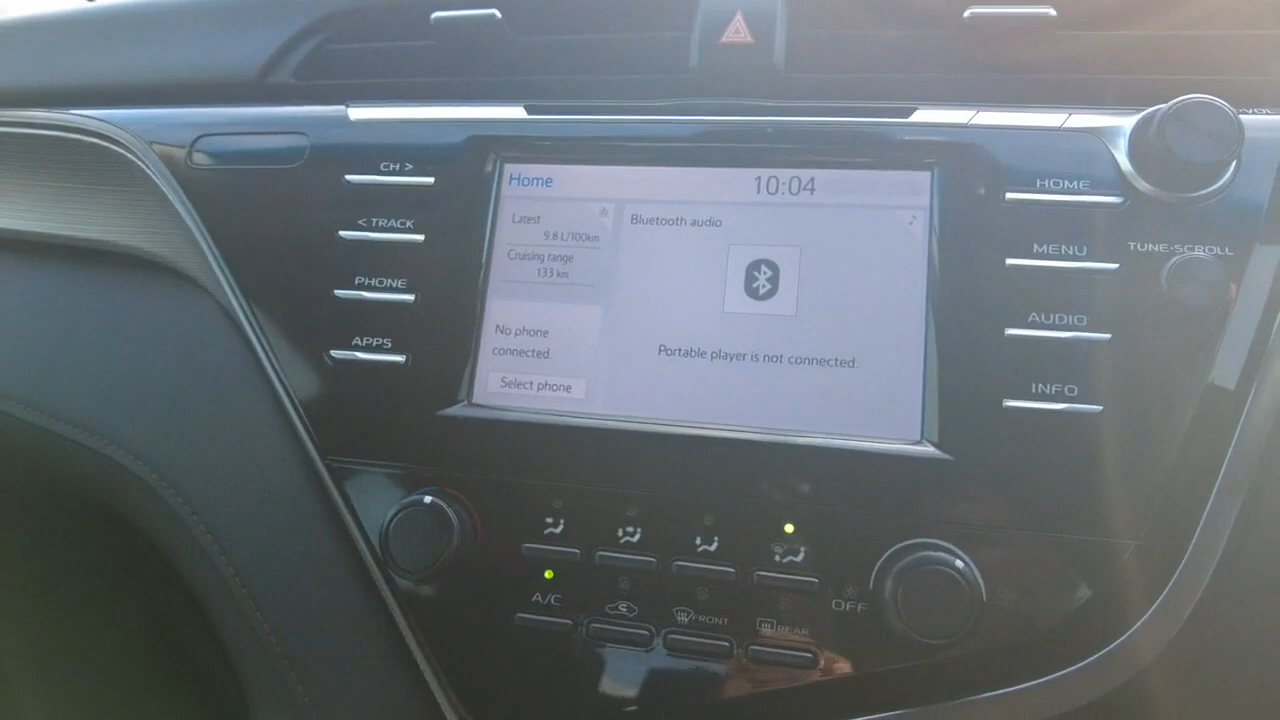 -VOL
CH >
< TRACK
PHONE
APPS
Home
10:04
Latest
9.8 L/100km
Cruising range
133 km
No phone
connected.
Select phone
Bluetooth audio
Portable player is not connected.
HOME
MENU
TUNE·SCROLL
AUDIO
INFO
A/C
FRONT
REAR
OFF